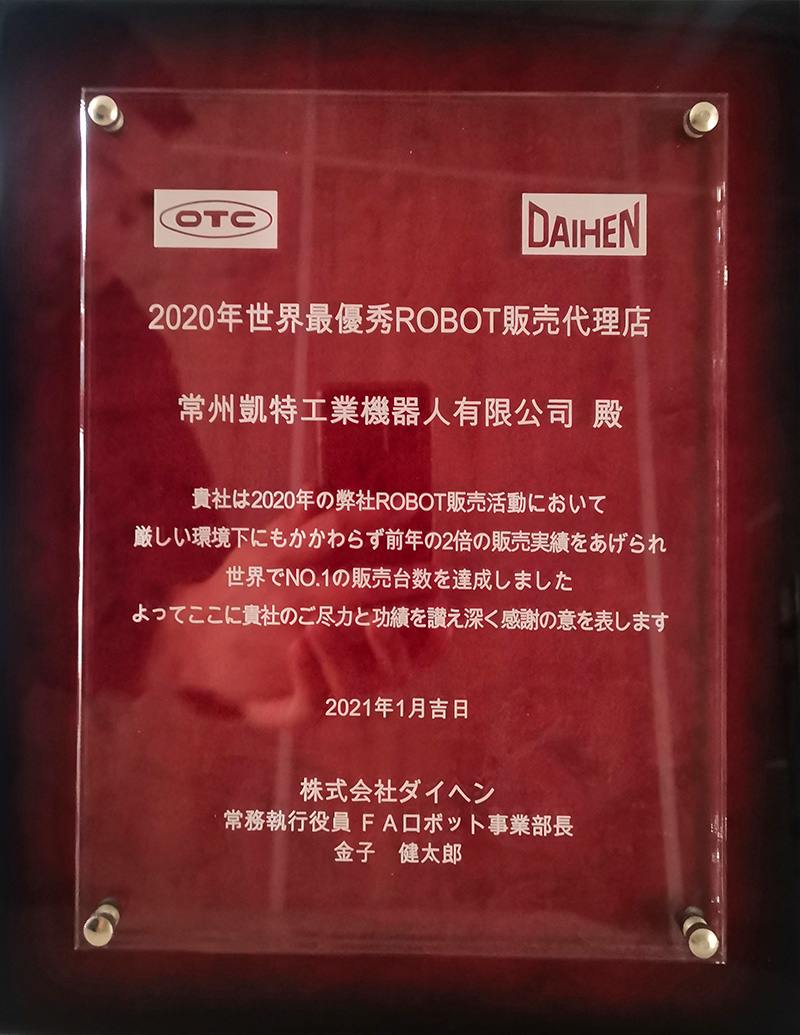 OTC
DAIHEN
2020年世界最優秀ROBOT販売代理店
常州凱特工業機器人有限公司 殿
貴社は2020年の弊社ROBOT販売活動において
厳しい環境下にもかかわらず前年の2倍の販売実績をあげられ
世界でNO.1の販売台数を達成しました
よってここに貴社のご尽力と功績を讃え深く感謝の意を表します
2021年1月吉日
株式会社ダイヘン
常務執行役員 ＦＡロボット事業部長
金子　健太郎